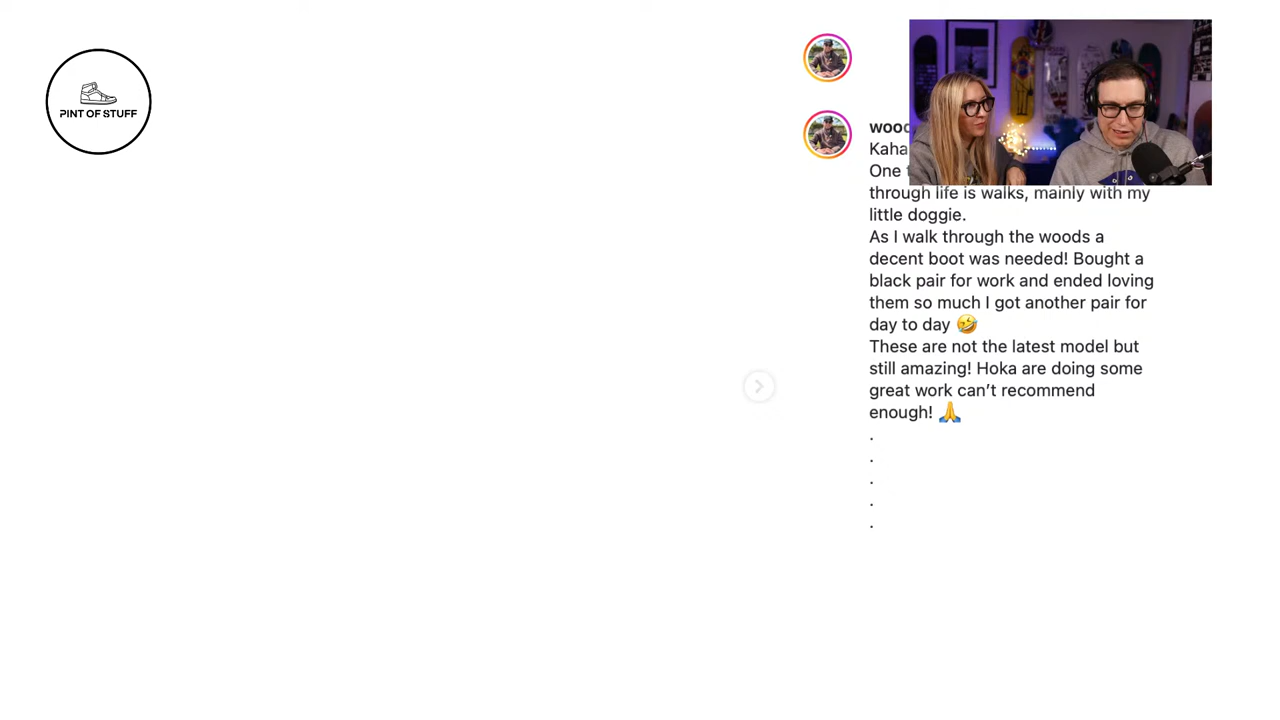 PINT OF STUFF
Kaha
One
through life is walks, mainly with my
little doggie.
As I walk through the woods a
decent boot was needed! Bought a
black pair for work and ended loving
them so much I got another pair for
day to day 🤣
These are not the latest model but
still amazing! Hoka are doing some
great work can’t recommend
enough! 🙏
.
.
.
.
.